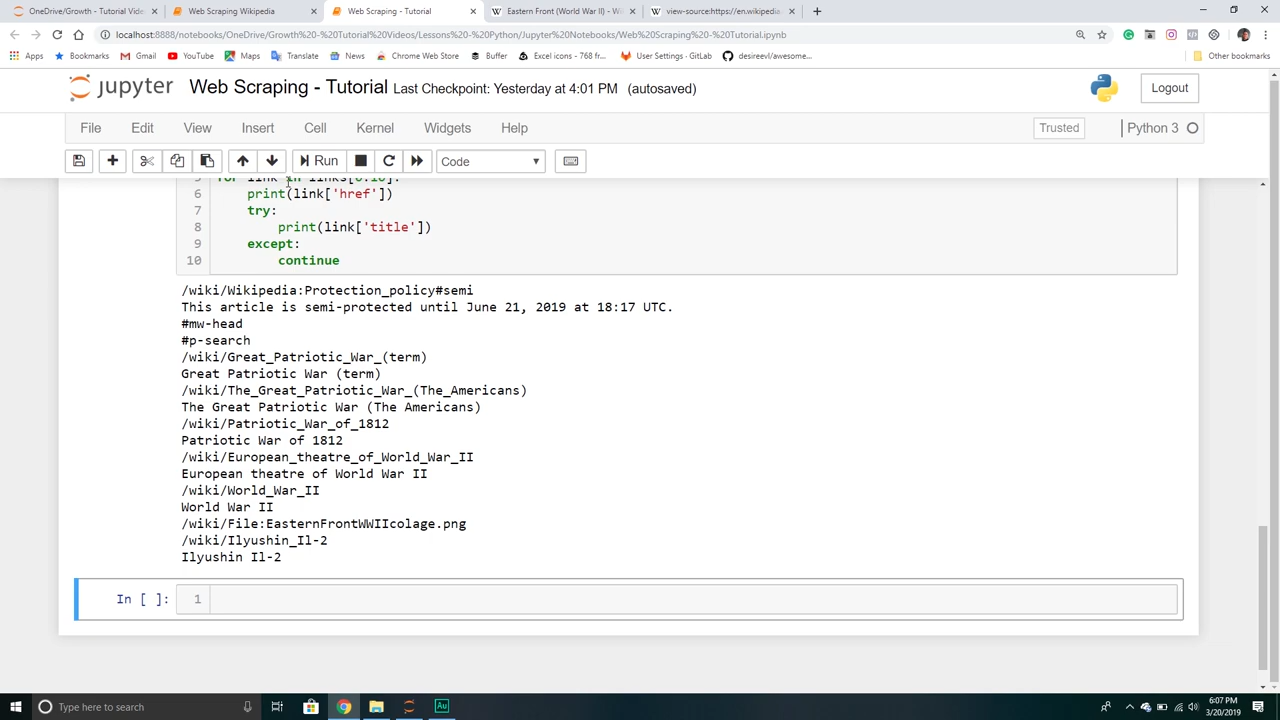 OneDrive/Growth - Tutorial Vide
Web Scraping Wikipedia
Web Scraping - Tutorial
Eastern Front (World War II) - Wi
view-source:https://en.wikipedia.
localhost:8888/notebooks/OneDrive/Growth%20-%20Tutorial%20Videos/Lessons%20-%20Python/Jupyter%20Notebooks/Web%20Scraping%20-%20Tutorial.ipynb
Apps
Bookmarks
Gmail
YouTube
Maps
Translate
News
Chrome Web Store
Buffer
Excel icons - 768 fr...
User Settings · GitLab
desireevl/awesome...
Other bookmarks
jupyter Web Scraping - Tutorial Last Checkpoint: Yesterday at 4:01 PM (autosaved)
Logout
File Edit View Insert Cell Kernel Widgets Help
Trusted
Python 3
Run
Code
5 for link in links[0:10]:
6 print(link['href'])
7 try:
8 print(link['title'])
9 except:
10 continue
/wiki/Wikipedia:Protection_policy#semi
This article is semi-protected until June 21, 2019 at 18:17 UTC.
#mw-head
#p-search
/wiki/Great_Patriotic_War_(term)
Great Patriotic War (term)
/wiki/The_Great_Patriotic_War_(The_Americans)
The Great Patriotic War (The Americans)
/wiki/Patriotic_War_of_1812
Patriotic War of 1812
/wiki/European_theatre_of_World_War_II
European theatre of World War II
/wiki/World_War_II
World War II
/wiki/File:EasternFrontWWIIcolage.png
/wiki/Ilyushin_Il-2
Ilyushin Il-2
In [ ]: 1
Type here to search
Au
6:07 PM
3/20/2019